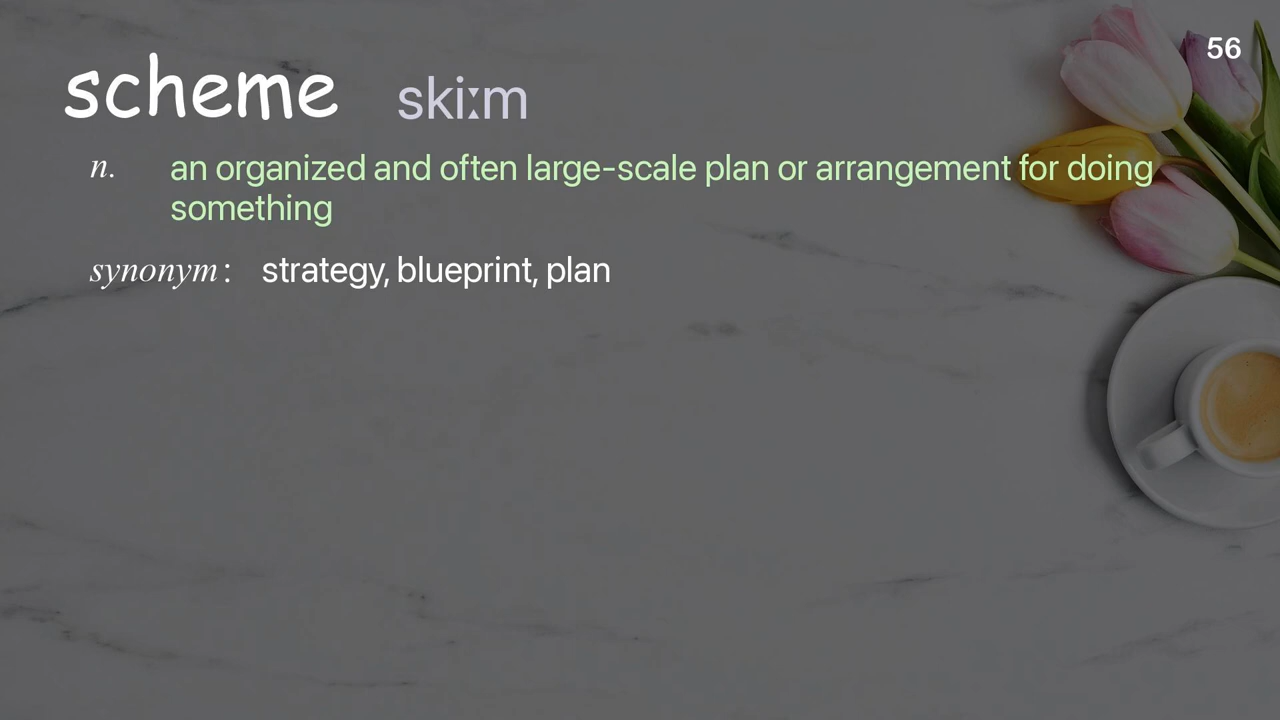 56
scheme skiːm
n. an organized and often large-scale plan or arrangement for doing
something
synonym: strategy, blueprint, plan